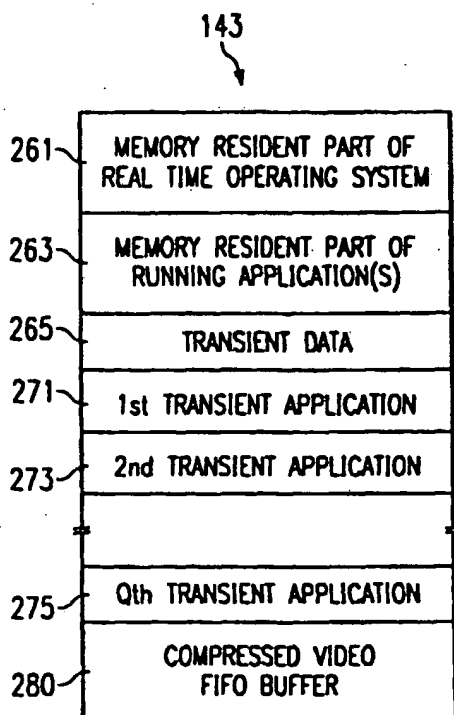 143
261
MEMORY RESIDENT PART OF
REAL TIME OPERATING SYSTEM
263
MEMORY RESIDENT PART OF
RUNNING APPLICATION(S)
265
TRANSIENT DATA
271
1st TRANSIENT APPLICATION
273
2nd TRANSIENT APPLICATION
275
Qth TRANSIENT APPLICATION
280
COMPRESSED VIDEO
FIFO BUFFER